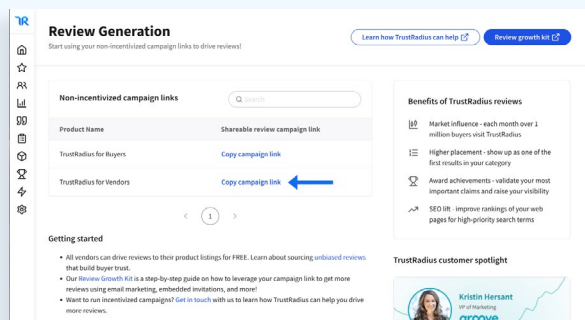 TR
Review Generation
Start using your non-incentivized campaign links to drive reviews!
Learn how TrustRadius can help
Review growth kit
Non-incentivized campaign links
Search
Product Name
Shareable review campaign link
TrustRadius for Buyers
Copy campaign link
TrustRadius for Vendors
Copy campaign link
< 1 >
Getting started
• All vendors can drive reviews to their product listings for FREE. Learn about sourcing unbiased reviews
that build buyer trust.
• Our Review Growth Kit is a step-by-step guide on how to leverage your campaign link to get more
reviews using email marketing, embedded invitations, and more!
• Want to run incentivized campaigns? Get in touch with us to learn how TrustRadius can help you drive
more reviews.
Benefits of TrustRadius reviews
Market influence - each month over 1
million buyers visit TrustRadius
Higher placement - show up as one of the
first results in your category
Award achievements - validate your most
important claims and raise your visibility
SEO lift - improve rankings of your web
pages for high-priority search terms
TrustRadius customer spotlight
Kristin Hersant
VP of Marketing
groove